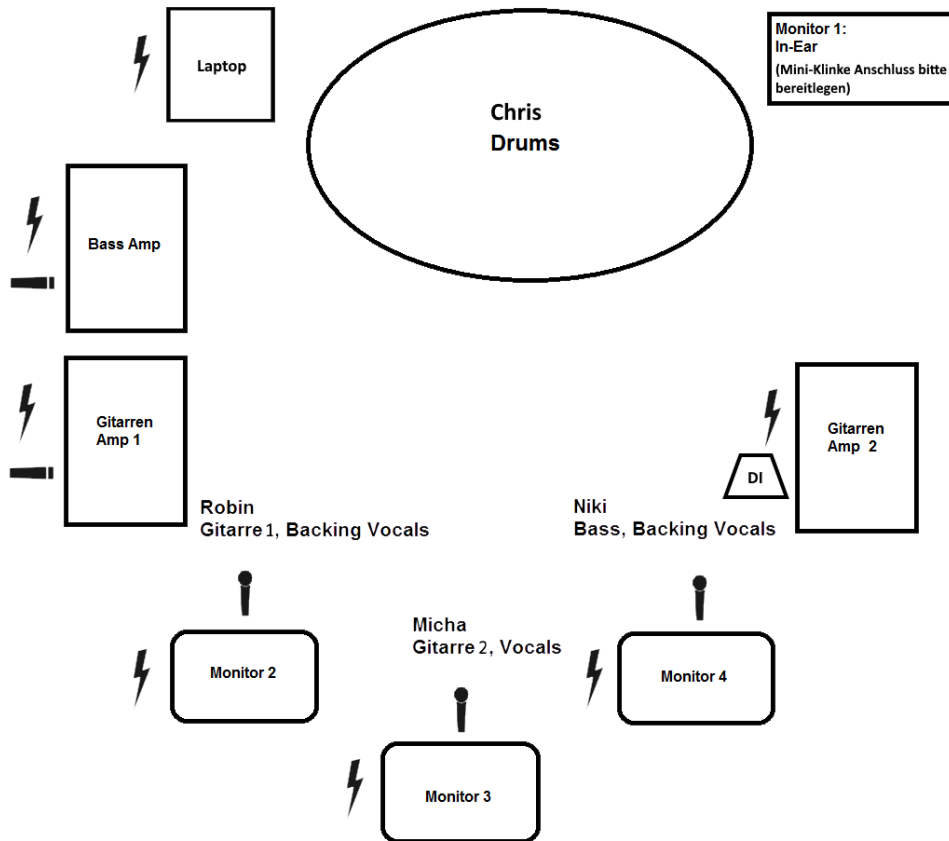 Laptop
Chris
Drums
Monitor 1:
In-Ear
(Mini-Klinke Anschluss bitte
bereitlegen)
Bass Amp
Gitarren
Amp 1
Gitarren
Amp 2
DI
Robin
Gitarre 1, Backing Vocals
Niki
Bass, Backing Vocals
Micha
Gitarre 2, Vocals
Monitor 2
Monitor 4
Monitor 3